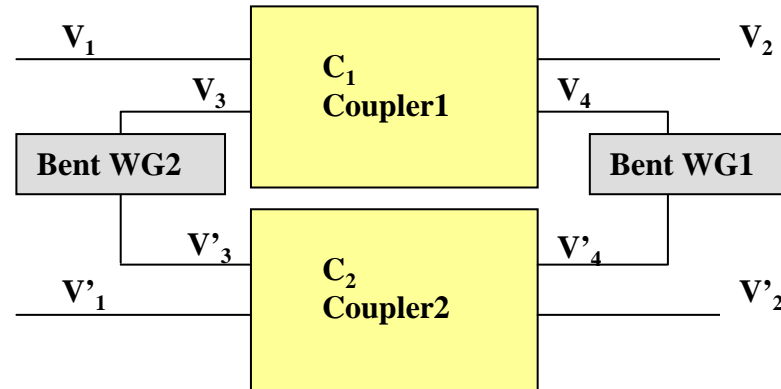 V1
V2
C1
Coupler1
V3
V4
Bent WG2
Bent WG1
V’3
V’4
C2
Coupler2
V’1
V’2